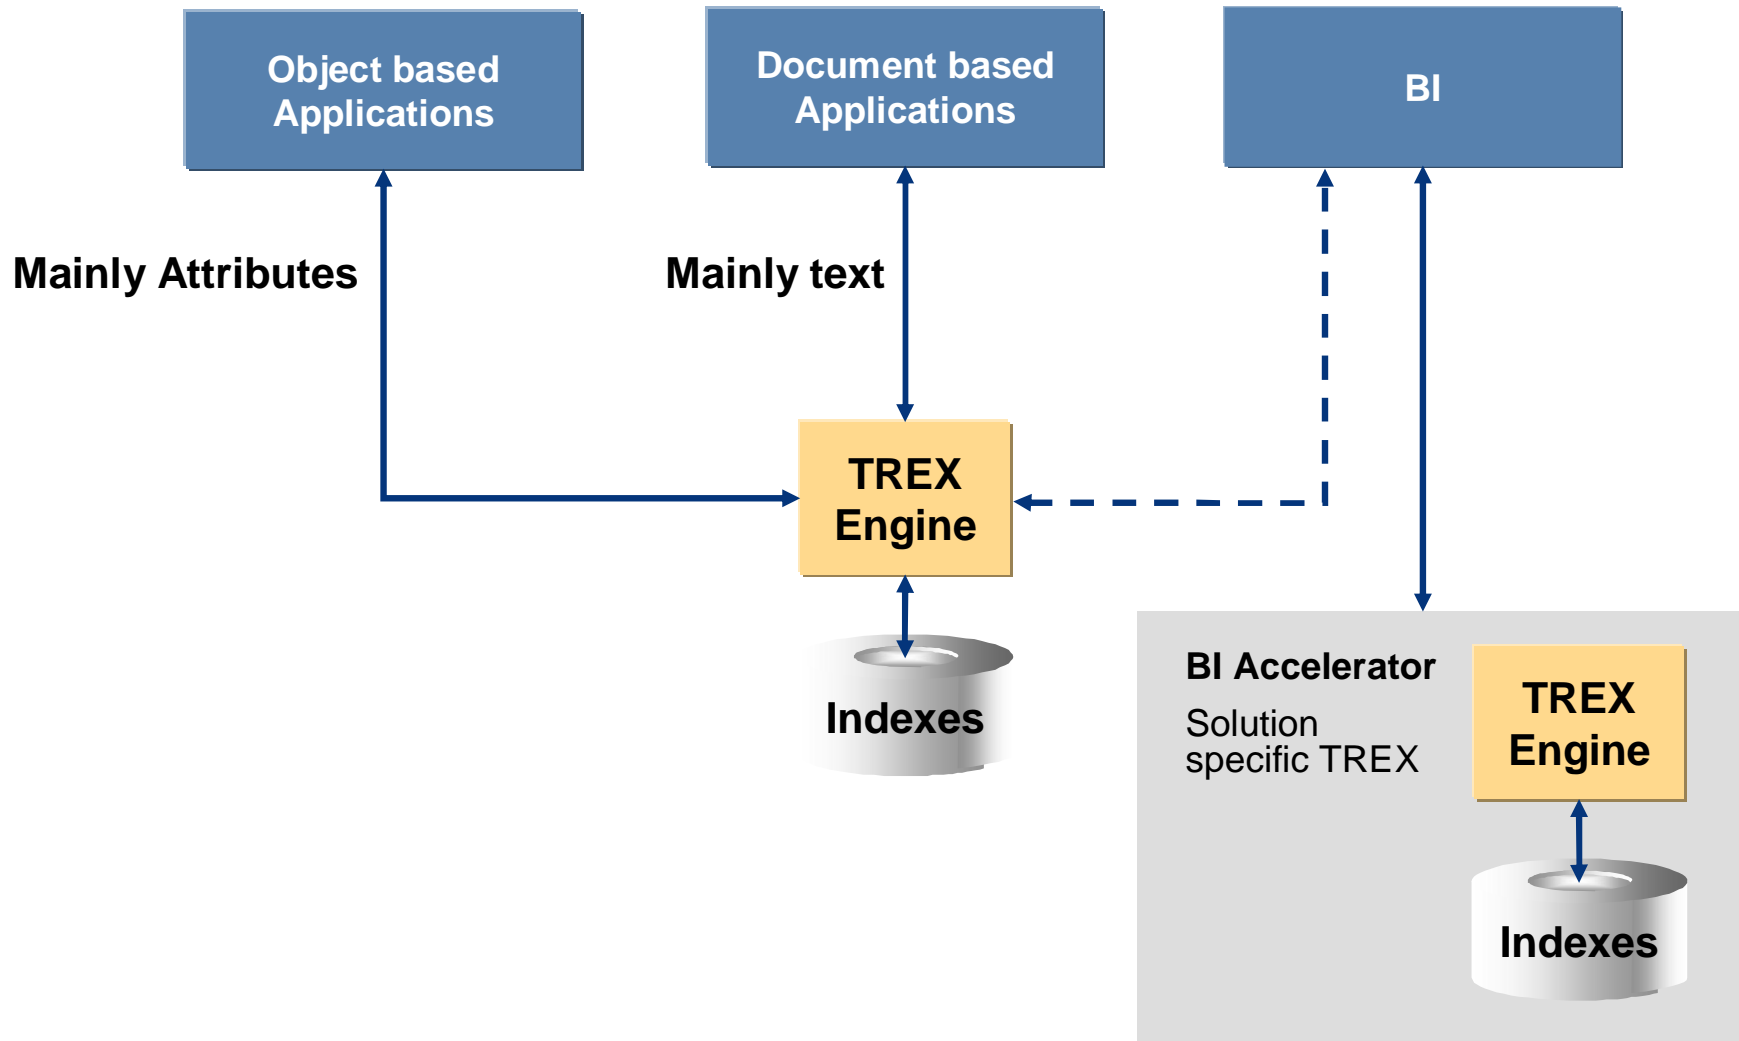 Object based
Applications
Document based
Applications
BI
Mainly Attributes
Mainly text
TREX
Engine
Indexes
BI Accelerator
Solution
specific TREX
TREX
Engine
Indexes